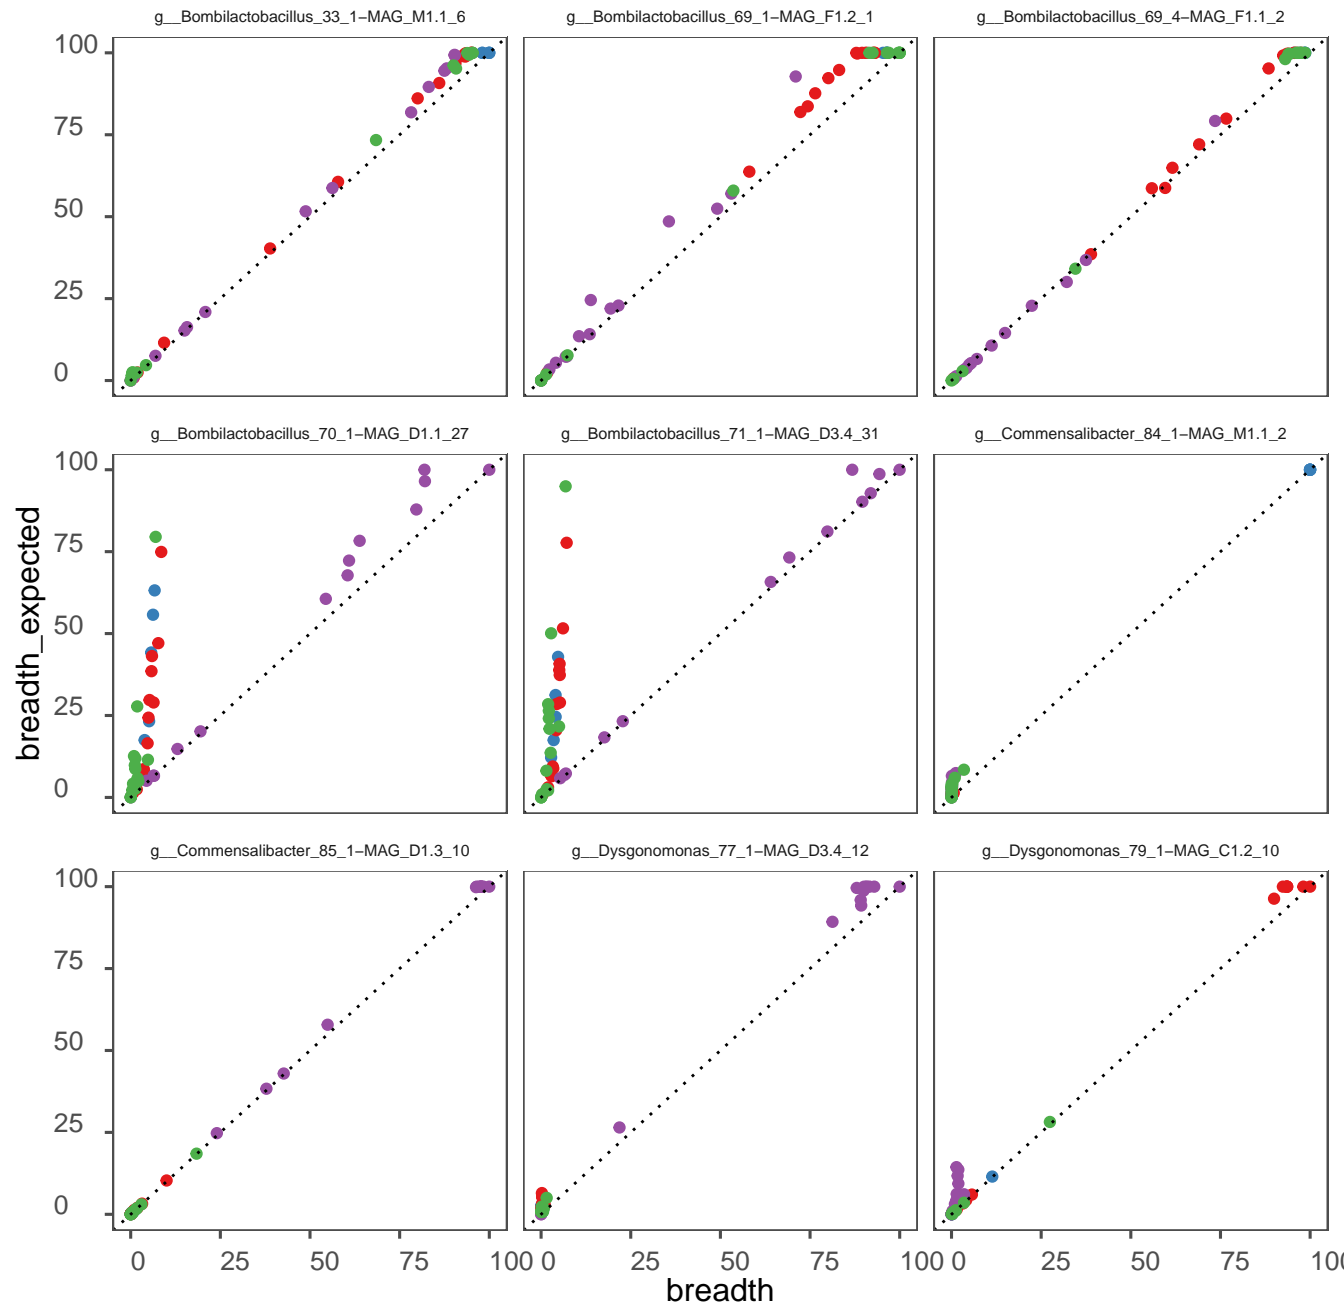 g__Bombilactobacillus_33_1−MAG_M1.1_6
g__Bombilactobacillus_69_1−MAG_F1.2_1
g__Bombilactobacillus_69_4−MAG_F1.1_2
100
75
50
25
0
g__Bombilactobacillus_70_1−MAG_D1.1_27
g__Bombilactobacillus_71_1−MAG_D3.4_31
g__Commensalibacter_84_1−MAG_M1.1_2
100
75
50
25
0
breadth_expected
g__Commensalibacter_85_1−MAG_D1.3_10
g__Dysgonomonas_77_1−MAG_D3.4_12
g__Dysgonomonas_79_1−MAG_C1.2_10
100
75
50
25
0
0 25 50 75 100 0 25 50 75 100 0 25 50 75
breadth